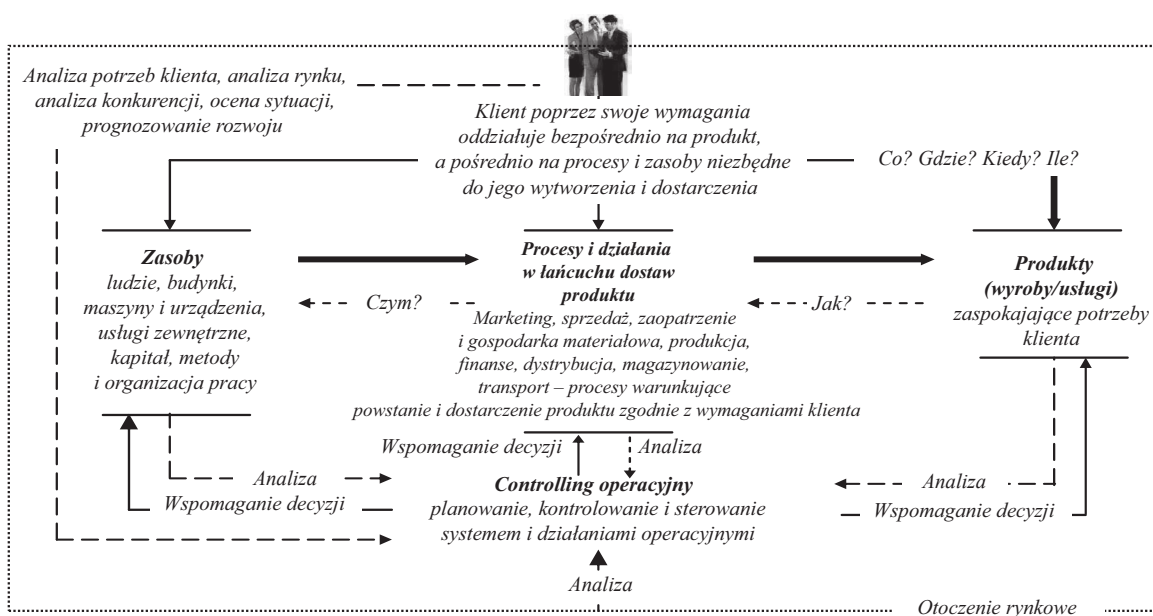 Analiza potrzeb klienta, analiza rynku,
analiza konkurencji, ocena sytuacji,
prognozowanie rozwoju
Klient poprzez swoje wymagania
oddziałuje bezpośrednio na produkt,
a pośrednio na procesy i zasoby niezbędne
do jego wytworzenia i dostarczenia
Co? Gdzie? Kiedy? Ile?
Zasoby
ludzie, budynki,
maszyny i urządzenia,
usługi zewnętrzne,
kapitał, metody
i organizacja pracy
Czym?
Procesy i działania
w łańcuchu dostaw
produktu
Marketing, sprzedaż, zaopatrzenie
i gospodarka materiałowa, produkcja,
finanse, dystrybucja, magazynowanie,
transport – procesy warunkujące
powstanie i dostarczenie produktu zgodnie z wymaganiami klienta
Jak?
Produkty
(wyroby/usługi)
zaspokajające potrzeby
klienta
Wspomaganie decyzji
Analiza
Analiza
Wspomaganie decyzji
Controlling operacyjny
planowanie, kontrolowanie i sterowanie
systemem i działaniami operacyjnymi
Analiza
Wspomaganie decyzji
Analiza
Otoczenie rynkowe